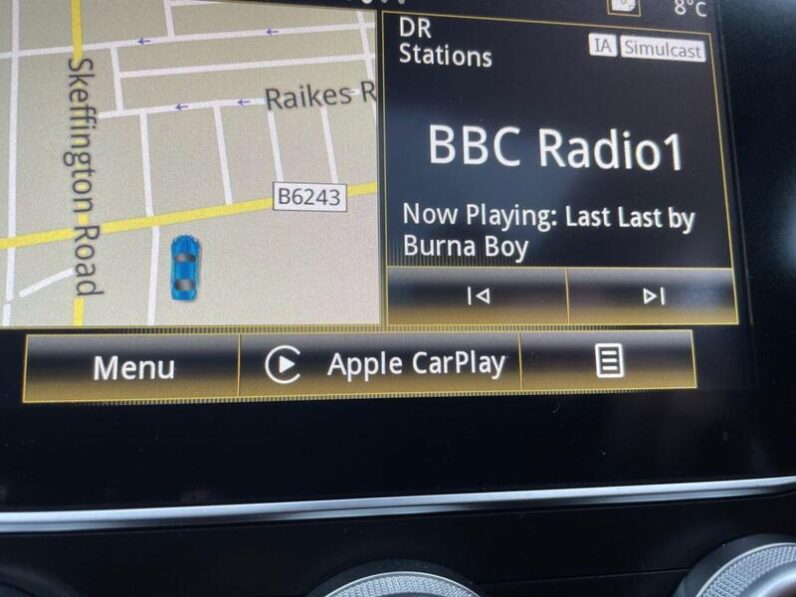 8°C
DR
Stations
IA Simulcast
Skeffington Road
Raikes R
B6243
BBC Radio1
Now Playing: Last Last by
Burna Boy
Menu
Apple CarPlay